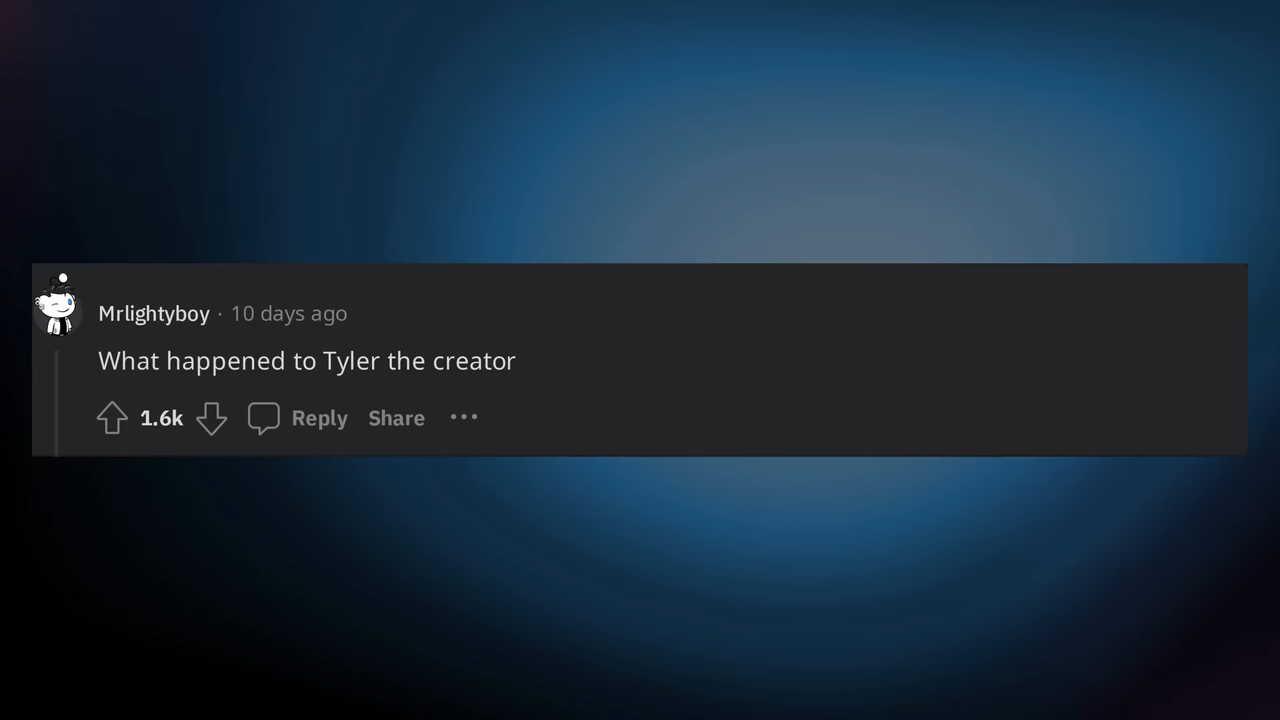 Mrlightyboy · 10 days ago
What happened to Tyler the creator
1.6k Reply Share ···